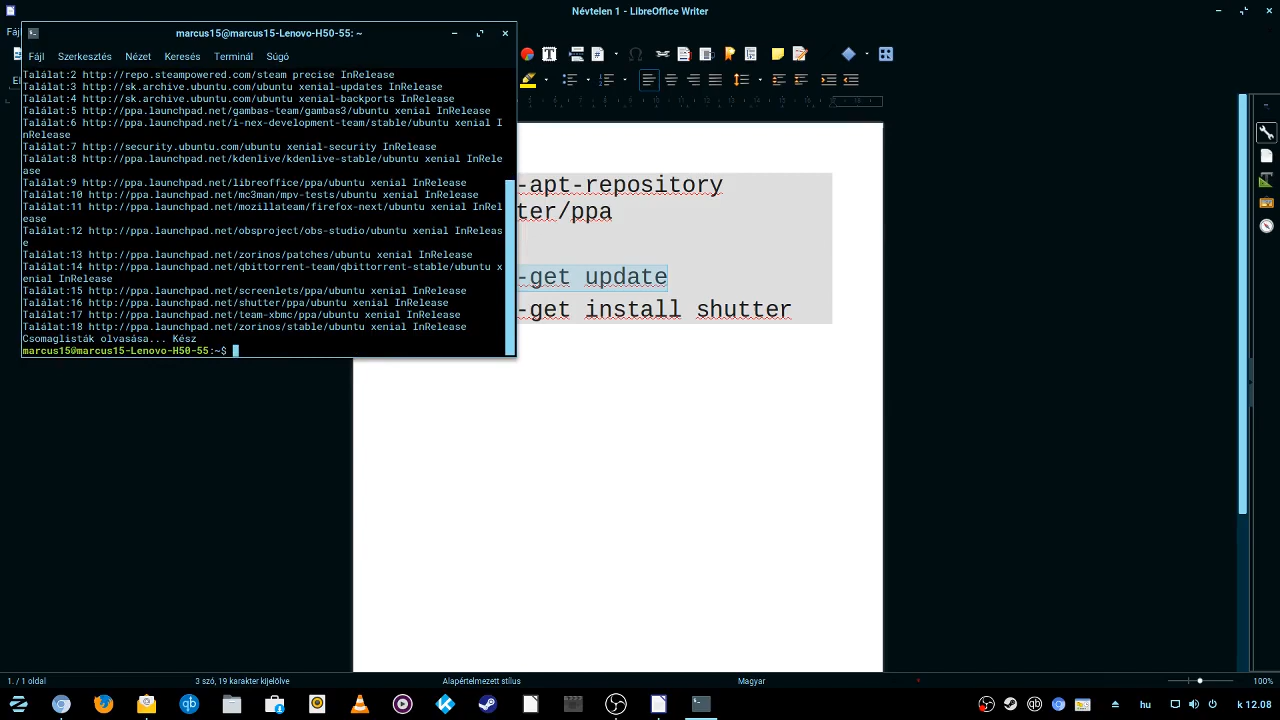 Névtelen 1 - LibreOffice Writer
marcus15@marcus15-Lenovo-H50-55: ~
Fájl Szerkesztés Nézet Keresés Terminál Súgó
Találat:2 http://repo.steampowered.com/steam precise InRelease
Találat:3 http://sk.archive.ubuntu.com/ubuntu xenial-updates InRelease
Találat:4 http://sk.archive.ubuntu.com/ubuntu xenial-backports InRelease
Találat:5 http://ppa.launchpad.net/gambas-team/gambas3/ubuntu xenial InRelease
Találat:6 http://ppa.launchpad.net/i-nex-development-team/stable/ubuntu xenial I
nRelease
Találat:7 http://security.ubuntu.com/ubuntu xenial-security InRelease
Találat:8 http://ppa.launchpad.net/kdenlive/kdenlive-stable/ubuntu xenial InRele
ase
Találat:9 http://ppa.launchpad.net/libreoffice/ppa/ubuntu xenial InRelease
Találat:10 http://ppa.launchpad.net/mc3man/mpv-tests/ubuntu xenial InRelease
Találat:11 http://ppa.launchpad.net/mozillateam/firefox-next/ubuntu xenial InRel
ease
Találat:12 http://ppa.launchpad.net/obsproject/obs-studio/ubuntu xenial InReleas
e
Találat:13 http://ppa.launchpad.net/zorinos/patches/ubuntu xenial InRelease
Találat:14 http://ppa.launchpad.net/qbittorrent-team/qbittorrent-stable/ubuntu x
enial InRelease
Találat:15 http://ppa.launchpad.net/screenlets/ppa/ubuntu xenial InRelease
Találat:16 http://ppa.launchpad.net/shutter/ppa/ubuntu xenial InRelease
Találat:17 http://ppa.launchpad.net/team-xbmc/ppa/ubuntu xenial InRelease
Találat:18 http://ppa.launchpad.net/zorinos/stable/ubuntu xenial InRelease
Csomaglisták olvasása... Kész
marcus15@marcus15-Lenovo-H50-55:~$
-apt-repository
ter/ppa
-get update
-get install shutter
1. / 1 oldal 3 szó, 19 karakter kijelölve Alapértelmezett stílus Magyar 100%
hu k 12.08